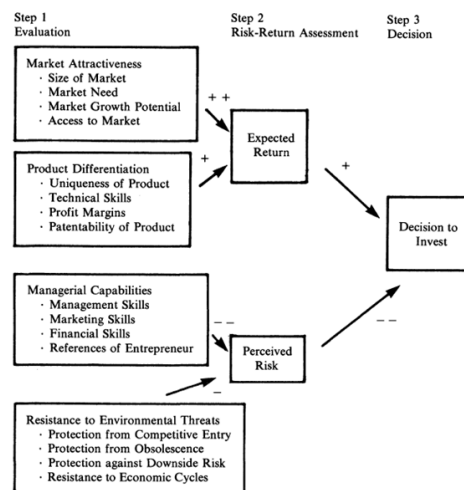 Step 1
Evaluation
Step 2
Risk-Return Assessment
Step 3
Decision
Market Attractiveness
· Size of Market
· Market Need
· Market Growth Potential
· Access to Market
+ +
Expected
Return
Product Differentiation
· Uniqueness of Product
· Technical Skills
· Profit Margins
· Patentability of Product
+
+
Decision to
Invest
Managerial Capabilities
· Management Skills
· Marketing Skills
· Financial Skills
· References of Entrepreneur
– –
Perceived
Risk
– –
–
Resistance to Environmental Threats
· Protection from Competitive Entry
· Protection from Obsolescence
· Protection against Downside Risk
· Resistance to Economic Cycles